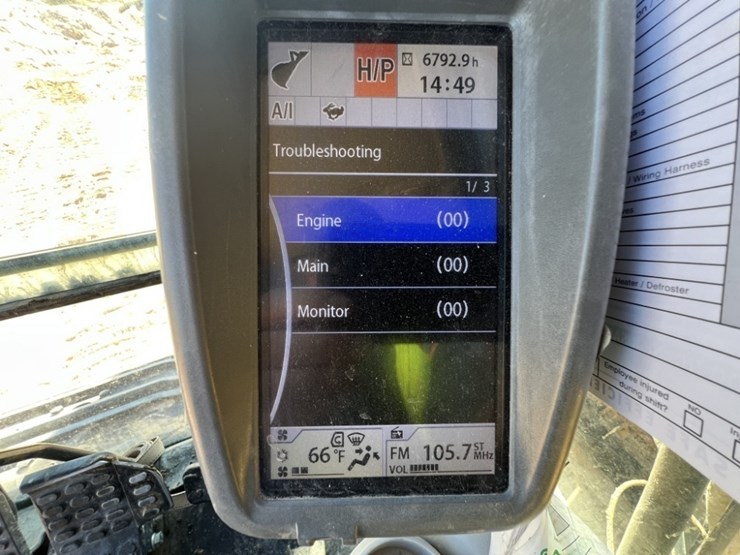 H/P
6792.9 h
14:49
A/I
Troubleshooting
1/ 3
Engine (00)
Main (00)
Monitor (00)
66 °F
FM 105.7 ST MHz
VOL
Wiring Harness
Heater / Defroster
Employee injured
during shift?
NO